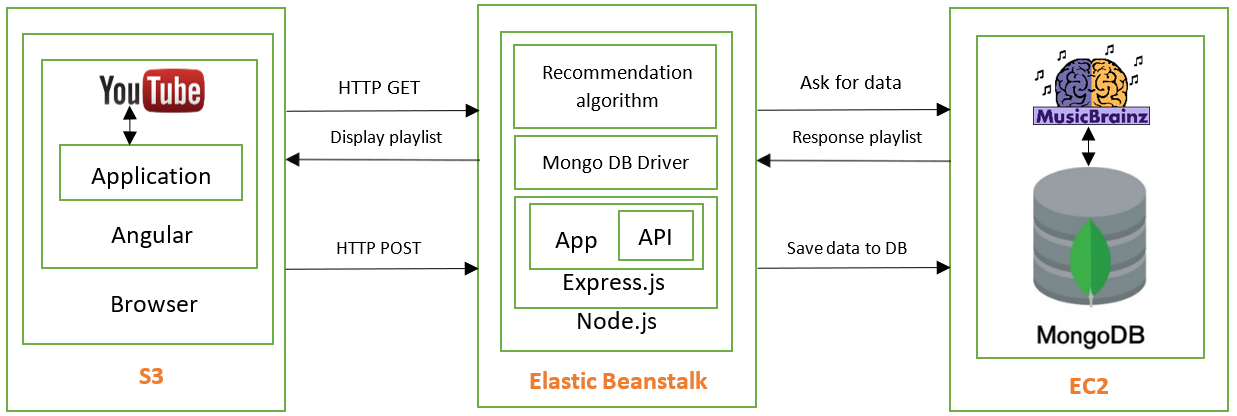 YouTube
Application
Angular
Browser
S3
HTTP GET
Display playlist
HTTP POST
Recommendation
algorithm
Mongo DB Driver
App
API
Express.js
Node.js
Elastic Beanstalk
Ask for data
Response playlist
Save data to DB
MusicBrainz
MongoDB
EC2